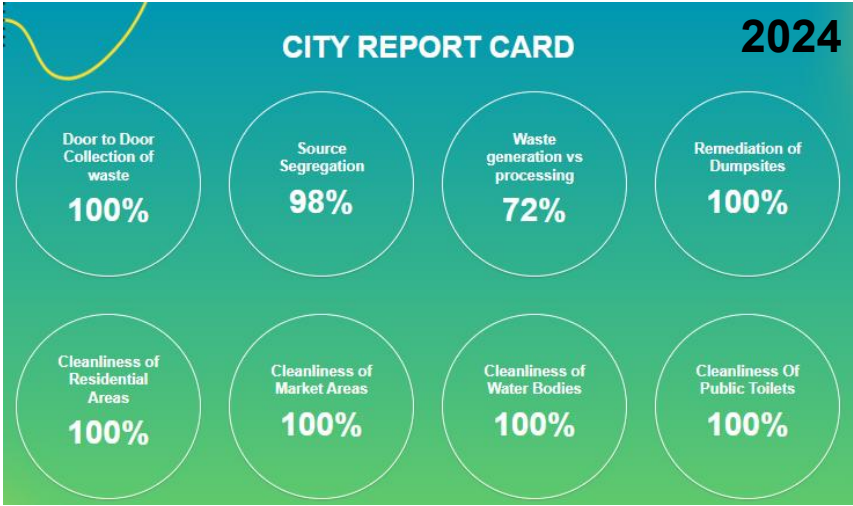 CITY REPORT CARD
2024
Door to Door
Collection of
waste
100%
Source
Segregation
98%
Waste
generation vs
processing
72%
Remediation of
Dumpsites
100%
Cleanliness of
Residential
Areas
100%
Cleanliness of
Market Areas
100%
Cleanliness of
Water Bodies
100%
Cleanliness Of
Public Toilets
100%